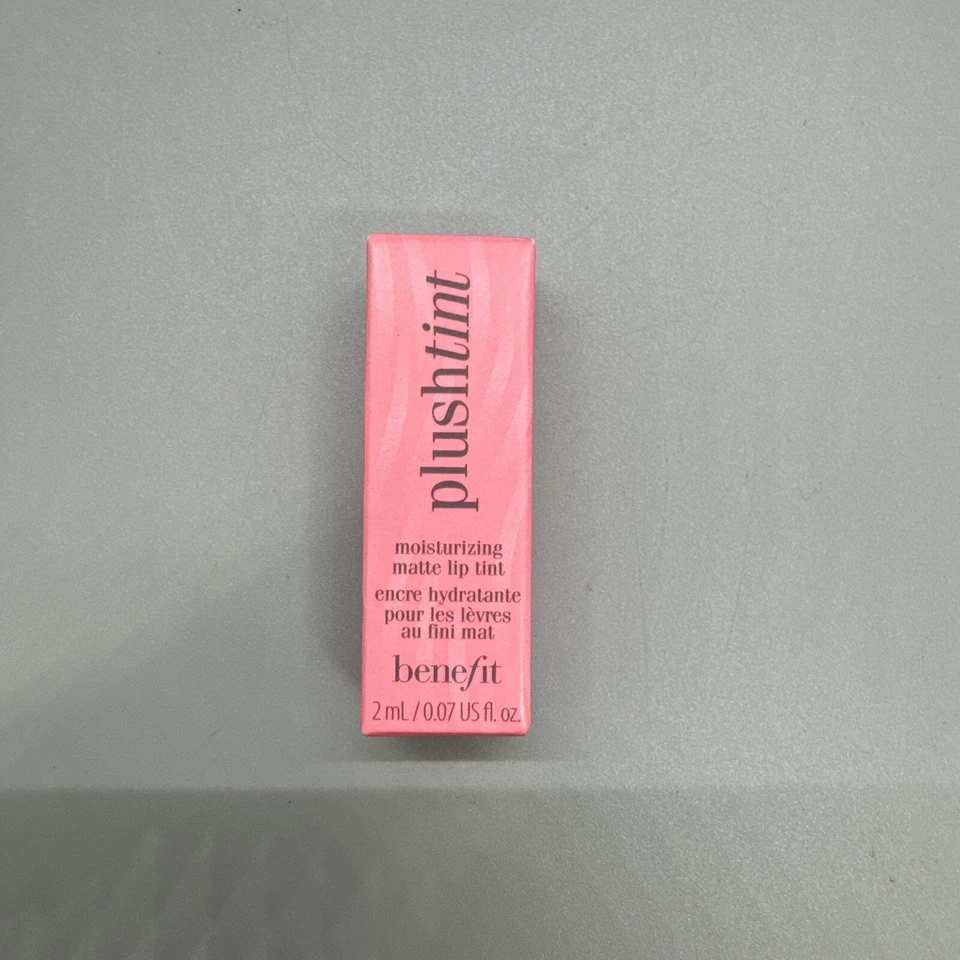 plushtint
moisturizing
matte lip tint
encre hydratante
pour les lèvres
au fini mat
benefit
2 mL / 0.07 US fl. oz.